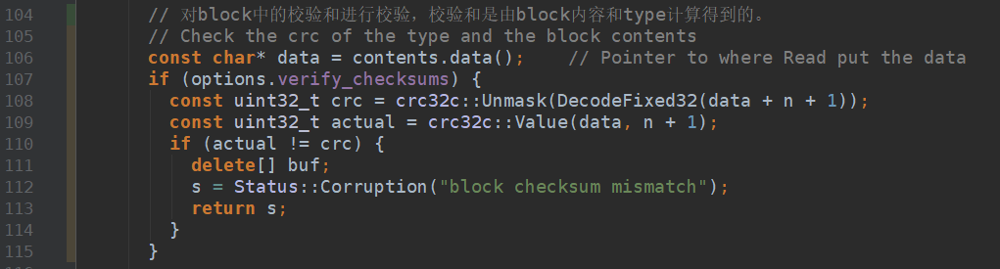 104 // 对block中的校验和进行校验，校验和是由block内容和type计算得到的。
105 // Check the crc of the type and the block contents
106 const char* data = contents.data();    // Pointer to where Read put the data
107 if (options.verify_checksums) {
108   const uint32_t crc = crc32c::Unmask(DecodeFixed32(data + n + 1));
109   const uint32_t actual = crc32c::Value(data, n + 1);
110   if (actual != crc) {
111     delete[] buf;
112     s = Status::Corruption("block checksum mismatch");
113     return s;
114   }
115 }